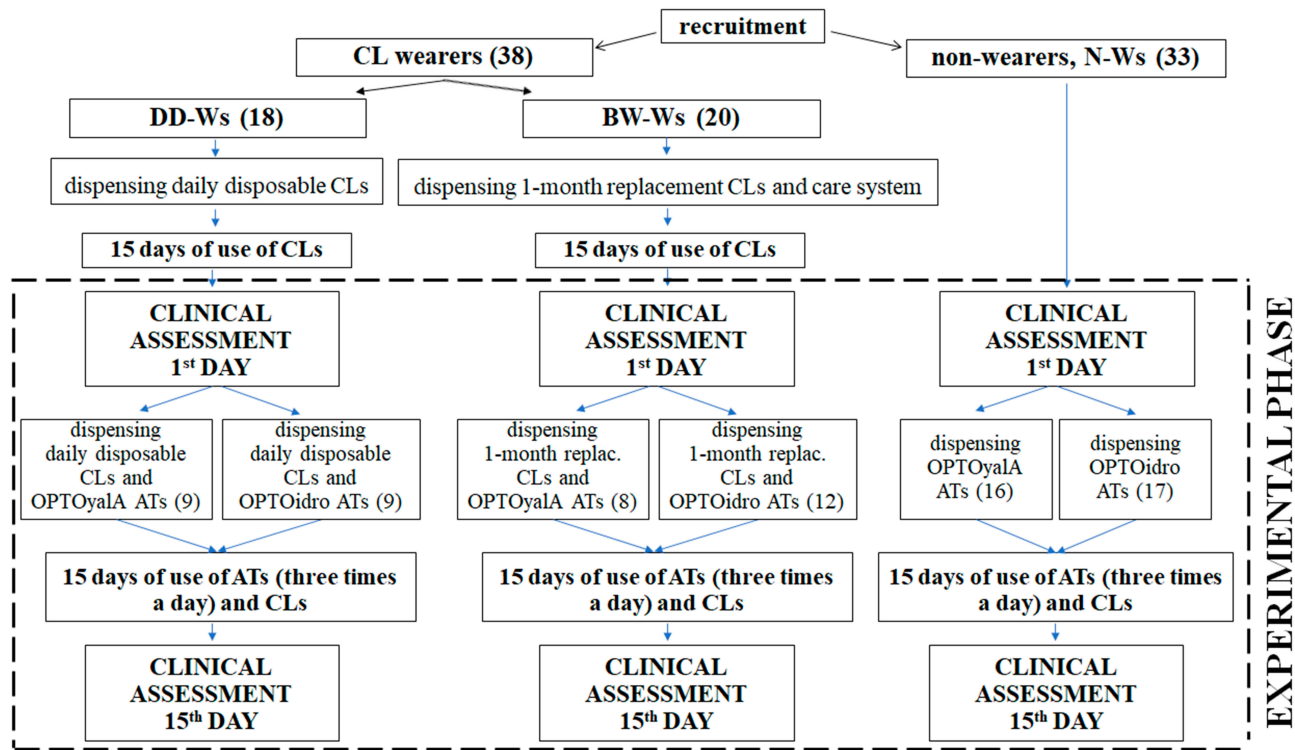 recruitment
CL wearers (38)
non-wearers, N-Ws (33)
DD-Ws (18)
BW-Ws (20)
dispensing daily disposable CLs
dispensing 1-month replacement CLs and care system
15 days of use of CLs
15 days of use of CLs
CLINICAL
ASSESSMENT
1st DAY
CLINICAL
ASSESSMENT
1st DAY
CLINICAL
ASSESSMENT
1st DAY
dispensing
daily disposable
CLs and
OPTOyalA ATs (9)
dispensing
daily disposable
CLs and
OPTOidro ATs (9)
dispensing
1-month replac.
CLs and
OPTOyalA ATs (8)
dispensing
1-month replac.
CLs and
OPTOidro ATs (12)
dispensing
OPTOyalA
ATs (16)
dispensing
OPTOidro
ATs (17)
15 days of use of ATs (three times
a day) and CLs
15 days of use of ATs (three times
a day) and CLs
15 days of use of ATs (three times
a day) and CLs
CLINICAL
ASSESSMENT
15th DAY
CLINICAL
ASSESSMENT
15th DAY
CLINICAL
ASSESSMENT
15th DAY
EXPERIMENTAL PHASE